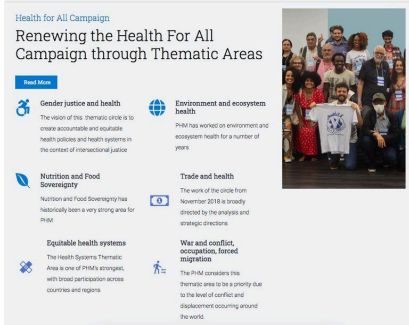 Health for All Campaign
Renewing the Health For All
Campaign through Thematic Areas
Read More
Gender justice and health
The vision of this thematic circle is to
create accountable and equitable
health policies and health systems in
the context of intersectional justice
Environment and ecosystem
health
PHM has worked on environment and
ecosystem health for a number of
years
Nutrition and Food
Sovereignty
Nutrition and Food Sovereignty has
historically been a very strong area for
PHM
Trade and health
The work of the circle from
November 2018 is broadly
directed by the analysis and
strategic directions
Equitable health systems
The Health Systems Thematic
Area is one of PHM's strongest,
with broad participation across
countries and regions
War and conflict,
occupation, forced
migration
The PHM considers this
thematic area to be a priority due
to the level of conflict and
displacement occurring around
the world.